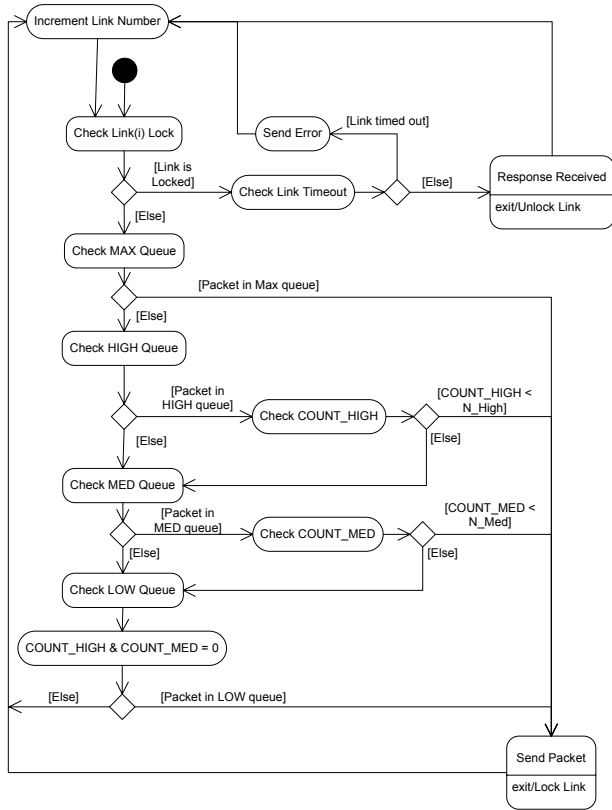 Increment Link Number
Check Link(i) Lock
[Link is
Locked]
[Else]
Check Link Timeout
[Link timed out]
Send Error
[Else]
Response Received
exit/Unlock Link
Check MAX Queue
[Packet in Max queue]
[Else]
Check HIGH Queue
[Packet in
HIGH queue]
[Else]
Check COUNT_HIGH
[COUNT_HIGH <
N_High]
[Else]
Check MED Queue
[Packet in
MED queue]
[Else]
Check COUNT_MED
[COUNT_MED <
N_Med]
[Else]
Check LOW Queue
COUNT_HIGH & COUNT_MED = 0
[Else]
[Packet in LOW queue]
Send Packet
exit/Lock Link